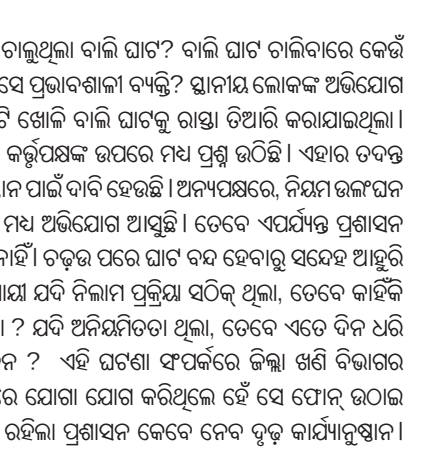 ଚାଲୁଥିଲା ବାଲି ଘାଟ? ବାଲି ଘାଟ ଚାଲିବାରେ କେଉଁ
ସେ ପ୍ରଭାବଶାଳୀ ବ୍ୟକ୍ତି? ସ୍ଥାନୀୟ ଲୋକଙ୍କ ଅଭିଯୋଗ
ଖୋଳି ବାଲି ଘାଟକୁ ରାସ୍ତା ତିଆରି କରାଯାଇଥିଲା।
କର୍ତ୍ତୃପକ୍ଷଙ୍କ ଉପରେ ମଧ୍ୟ ପ୍ରଶ୍ନ ଉଠିଛି। ଏହାର ତଦନ୍ତ
ପାଇଁ ଦାବି ହେଉଛି।ଅନ୍ୟପକ୍ଷରେ, ନିୟମ ଉଲଂଘନ
ମଧ୍ୟ ଅଭିଯୋଗ ଆସୁଛି। ତେବେ ଏପର୍ଯ୍ୟନ୍ତ ପ୍ରଶାସନ
ନାହିଁ। ଚଢ଼ଉ ପରେ ଘାଟ ବନ୍ଦ ହେବାରୁ ସନ୍ଦେହ ଆହୁରି
ଯଦି ନିଲାମ ପ୍ରକ୍ରିୟା ସଠିକ୍ ଥିଲା, ତେବେ କାହିଁକି
? ଯଦି ଅନିୟମିତତା ଥିଲା, ତେବେ ଏତେ ଦିନ ଧରି
? ଏହି ଘଟଣା ସଂପର୍କରେ ଜିଲ୍ଲା ଖଣି ବିଭାଗର
ଯୋଗା ଯୋଗ କରିଥିଲେ ହେଁ ସେ ଫୋନ୍ ଉଠାଇ
ରହିଲା ପ୍ରଶାସନ କେବେ ନେବ ଦୃଢ଼ କାର୍ଯ୍ୟାନୁଷ୍ଠାନ।